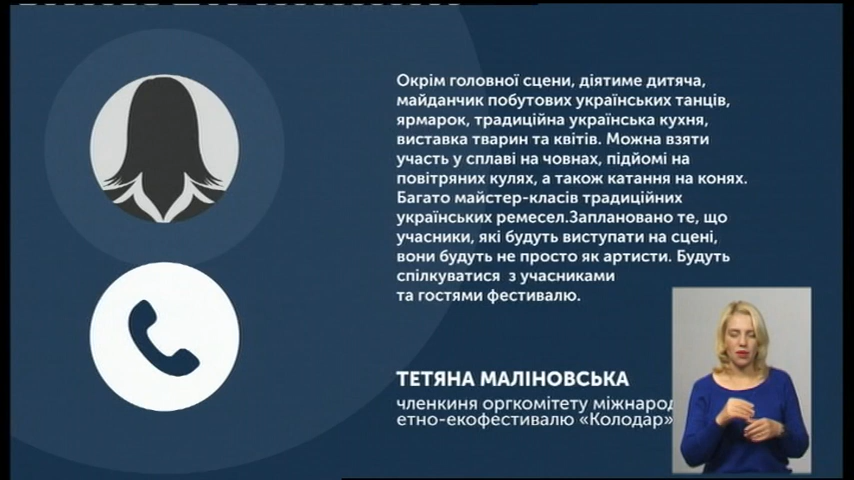 Окрім головної сцени, діятиме дитяча,
майданчик побутових українських танців,
ярмарок, традиційна українська кухня,
виставка тварин та квітів. Можна взяти
участь у сплаві на човнах, підйомі на
повітряних кулях, а також катання на конях.
Багато майстер-класів традиційних
українських ремесел.Заплановано те, що
учасники, які будуть виступати на сцені,
вони будуть не просто як артисти. Будуть
спілкуватися з учасниками
та гостями фестивалю.
ТЕТЯНА МАЛІНОВСЬКА
членкиня оргкомітету міжнарод
етно-екофестивалю «Колодар»